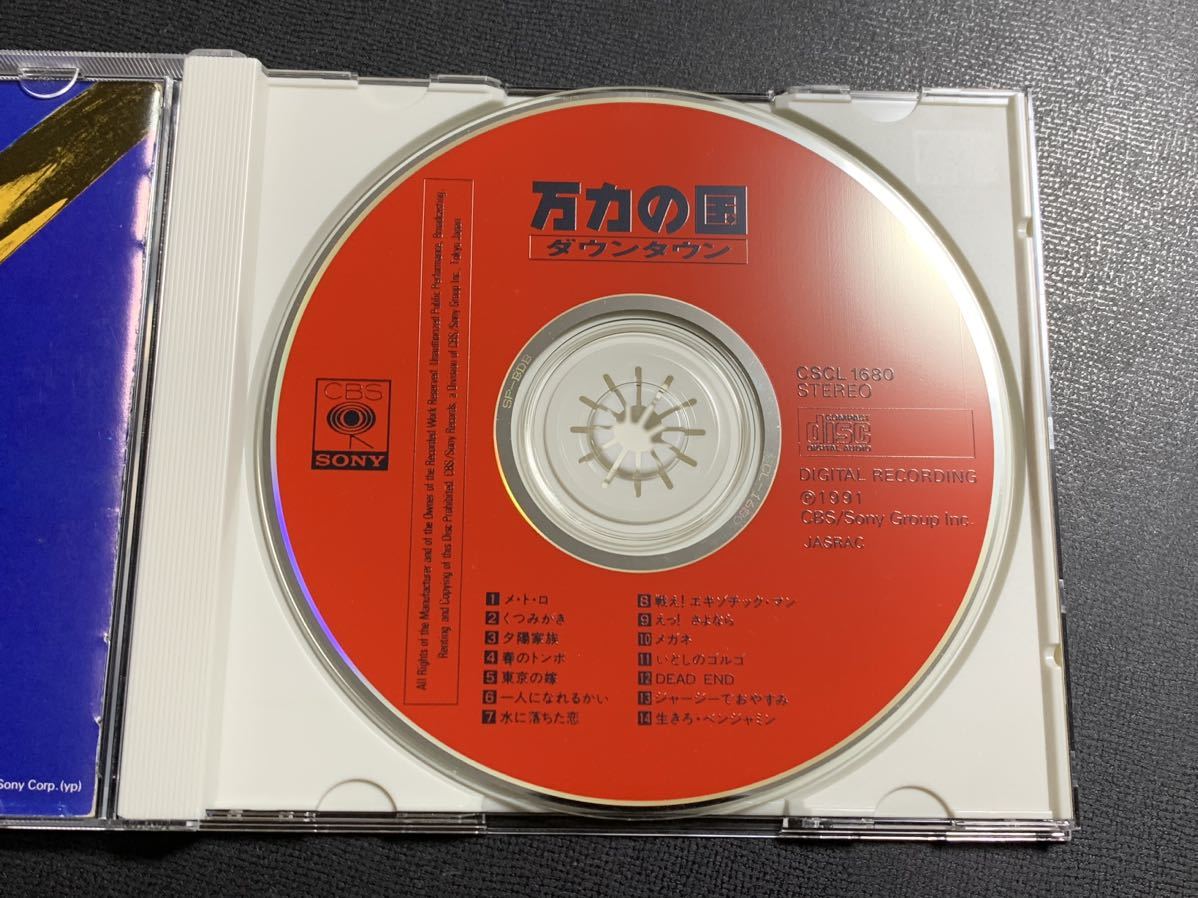 万力の国
ダウンタウン
All Rights of the Manufacturer and of the Owner of the Recorded Work Reserved. Unauthorized Public Performance, Broadcasting,
Renting and Copying of this Disc Prohibited. CBS/Sony Records, a Division of CBS/Sony Group Inc., Tokyo Japan
CBS
SONY
CSCL 1680
STEREO
COMPACT
disc
DIGITAL AUDIO
DIGITAL RECORDING
©1991
CBS/Sony Group Inc.
JASRAC
1 メ・ト・ロ
2 くつみがき
3 夕陽家族
4 春のトンボ
5 東京の嫁
6 一人になれるかい
7 水に落ちた恋
8 戦え!エキゾチック・マン
9 えっ!さよなら
10 メガネ
11 いとしのゴルゴ
12 DEAD END
13 ジャージーでおやすみ
14 生きろ・ベンジャミン
Sony Corp.(yp)